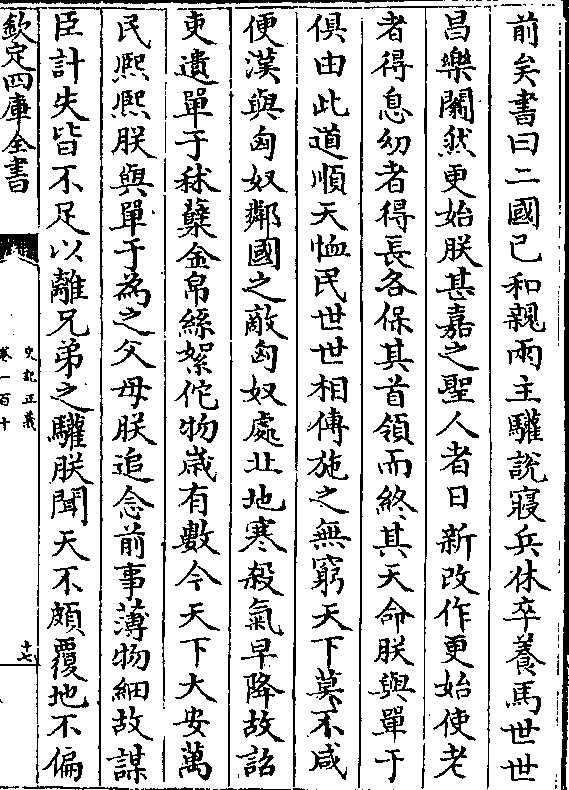 前矣書曰二國已和親兩主驩說寢兵休卒養馬世世
昌樂闟然更始朕甚嘉之聖人者日新改作更始使老
者得息幼者得長各保其首領而終其天命朕與單于
俱由此道順天恤民世世相傳施之無窮天下莫不咸
便漢與匈奴鄰國之敵匈奴處北地寒殺氣早降故詔
吏遺單于秫糵金帛絲絮佗物歲有數今天下大安萬
民熙熙朕與單于為之父母朕追念前事薄物細故謀
臣計失皆不足以離兄弟之驩朕聞天不頗覆地不偏
欽定四庫全書
史記正義
卷一百十
十七